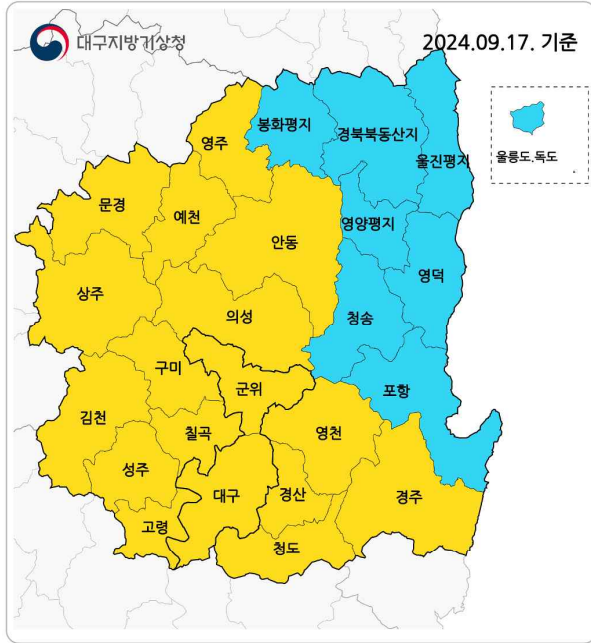 대구지방기상청
2024.09.17. 기준
봉화평지
경북북동산지
울진평지
울릉도.독도
영주
문경
예천
안동
영양평지
영덕
상주
의성
청송
구미
군위
포항
김천
칠곡
영천
성주
대구
경산
경주
고령
청도